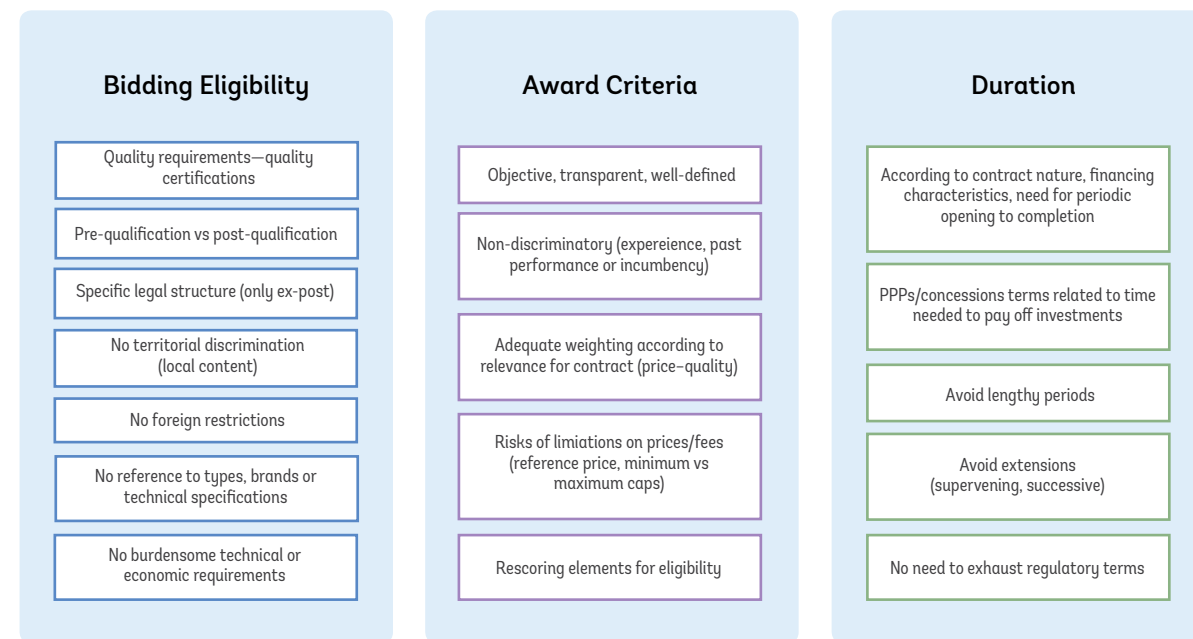 Bidding Eligibility
Quality requirements—quality
certifications
Pre-qualification vs post-qualification
Specific legal structure (only ex-post)
No territorial discrimination
(local content)
No foreign restrictions
No reference to types, brands or
technical specifications
No burdensome technical or
economic requirements
Award Criteria
Objective, transparent, well-defined
Non-discriminatory (expereience, past
performance or incumbency)
Adequate weighting according to
relevance for contract (price–quality)
Risks of limiations on prices/fees
(reference price, minimum vs
maximum caps)
Rescoring elements for eligibility
Duration
According to contract nature, financing
characteristics, need for periodic
opening to completion
PPPs/concessions terms related to time
needed to pay off investments
Avoid lengthy periods
Avoid extensions
(supervening, successive)
No need to exhaust regulatory terms